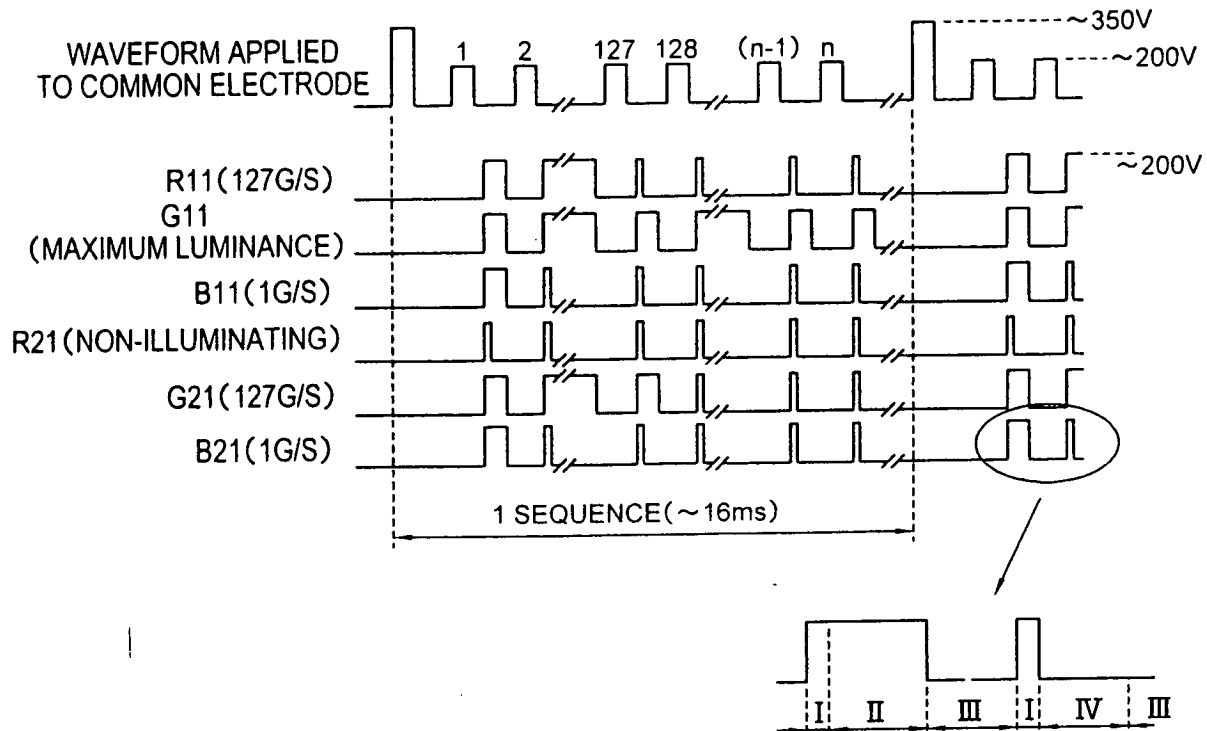 WAVEFORM APPLIED
TO COMMON ELECTRODE
1 2 127 128 (n-1) n
~350V
~200V
R11(127G/S)
~200V
G11
(MAXIMUM LUMINANCE)
B11(1G/S)
R21(NON-ILLUMINATING)
G21(127G/S)
B21(1G/S)
1 SEQUENCE(~16ms)
I II III I IV III